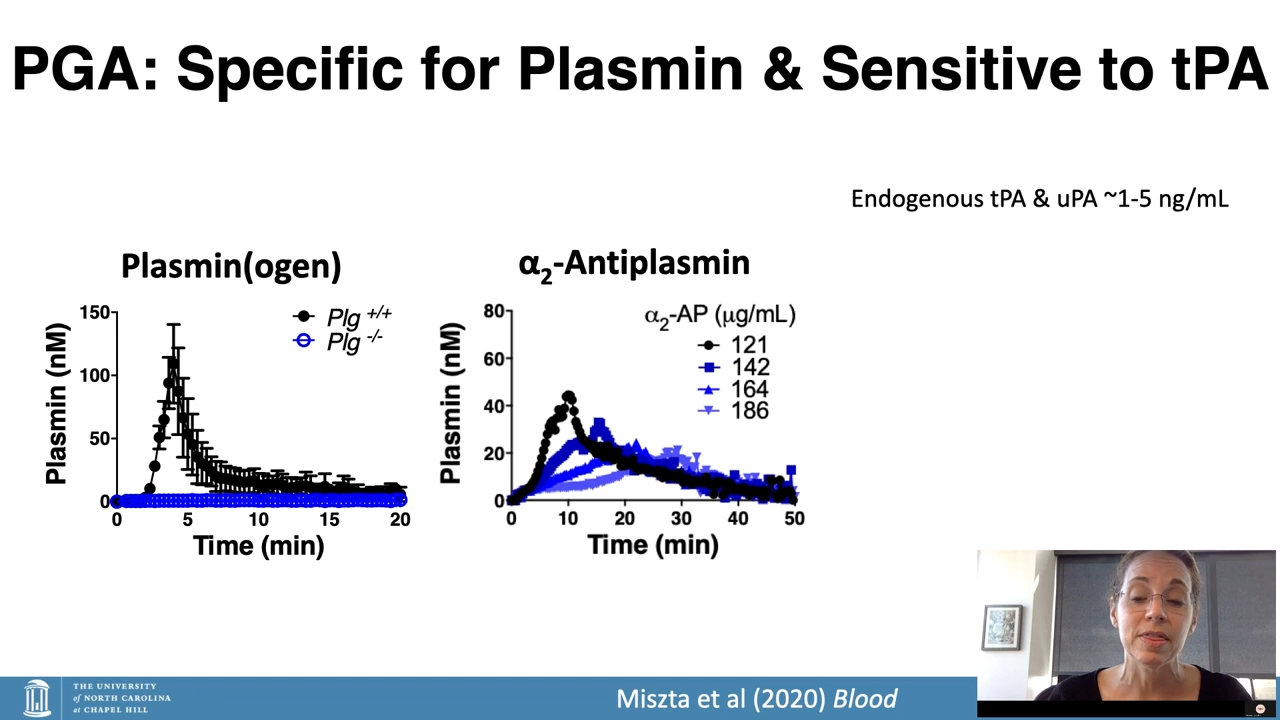 PGA: Specific for Plasmin & Sensitive to tPA
Endogenous tPA & uPA ~1-5 ng/mL
Plasmin(ogen)
Plasmin (nM)
150
100
50
0
0 5 10 15 20
Time (min)
Plg +/+
Plg -/-
α2-Antiplasmin
Plasmin (nM)
80
60
40
20
0
0 10 20 30 40 50
Time (min)
α2-AP (µg/mL)
121
142
164
186
THE UNIVERSITY
of NORTH CAROLINA
at CHAPEL HILL
Miszta et al (2020) Blood